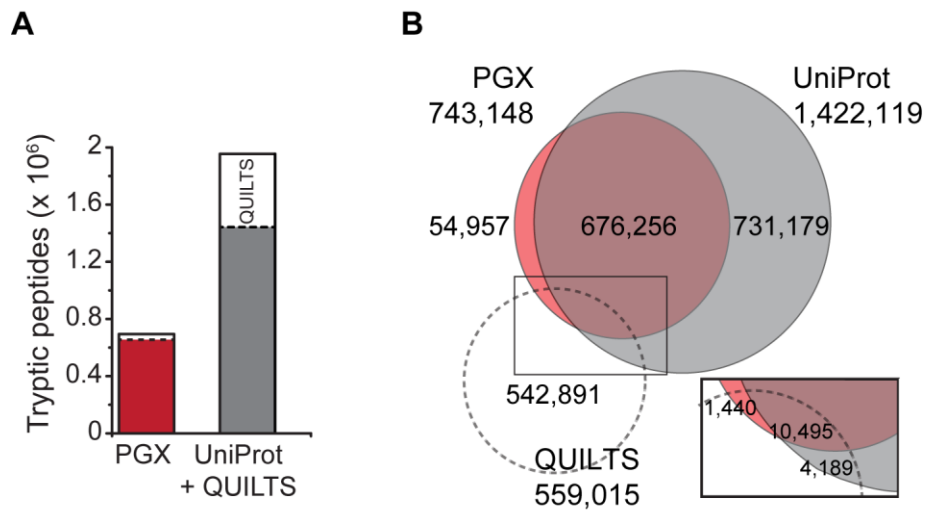 A
Tryptic peptides (x 10⁶)
2
1.6
1.2
0.8
0.4
0
QUILTS
PGX
UniProt
+ QUILTS
B
PGX
743,148
UniProt
1,422,119
54,957
676,256
731,179
542,891
QUILTS
559,015
1,440
10,495
4,189